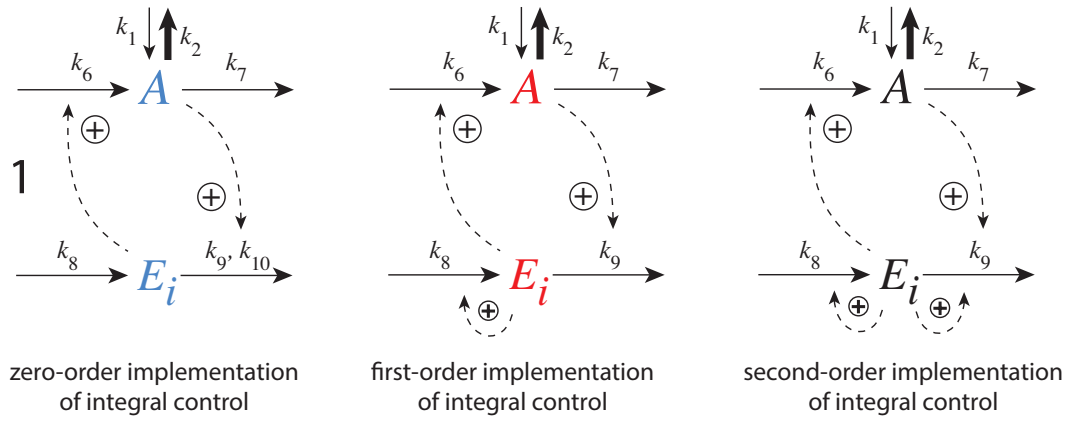 k1 k2 k1 k2 k1 k2
k6 A k7 k6 A k7 k6 A k7
+ + +
1
+ + +
k8 Ei k9, k10 k8 Ei k9 k8 Ei k9
+ + +
zero-order implementation
of integral control
first-order implementation
of integral control
second-order implementation
of integral control